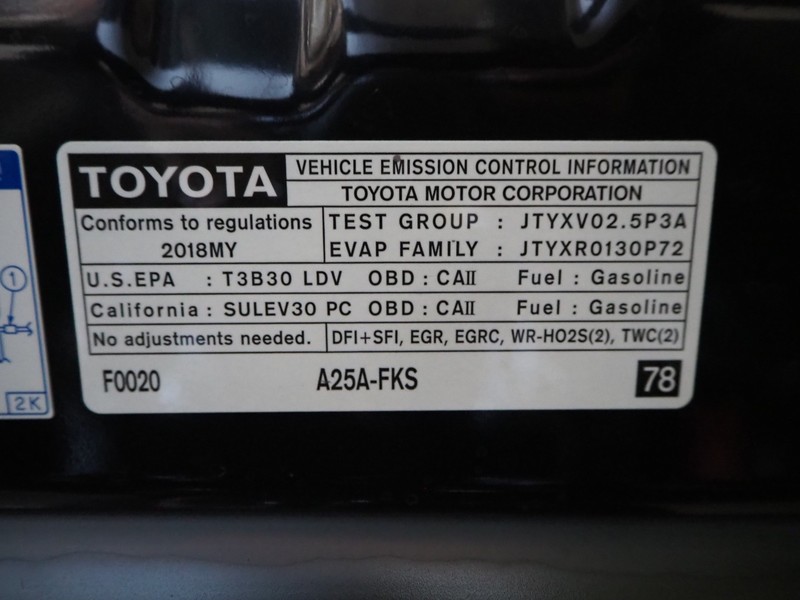 TOYOTA
VEHICLE EMISSION CONTROL INFORMATION
TOYOTA MOTOR CORPORATION
Conforms to regulations
2018MY
TEST GROUP : JTYXV02.5P3A
EVAP FAMILY : JTYXR0130P72
U.S.EPA : T3B30 LDV OBD : CAII Fuel : Gasoline
California : SULEV30 PC OBD : CAII Fuel : Gasoline
No adjustments needed. DFI+SFI, EGR, EGRC, WR-HO2S(2), TWC(2)
F0020 A25A-FKS 78
1
2K